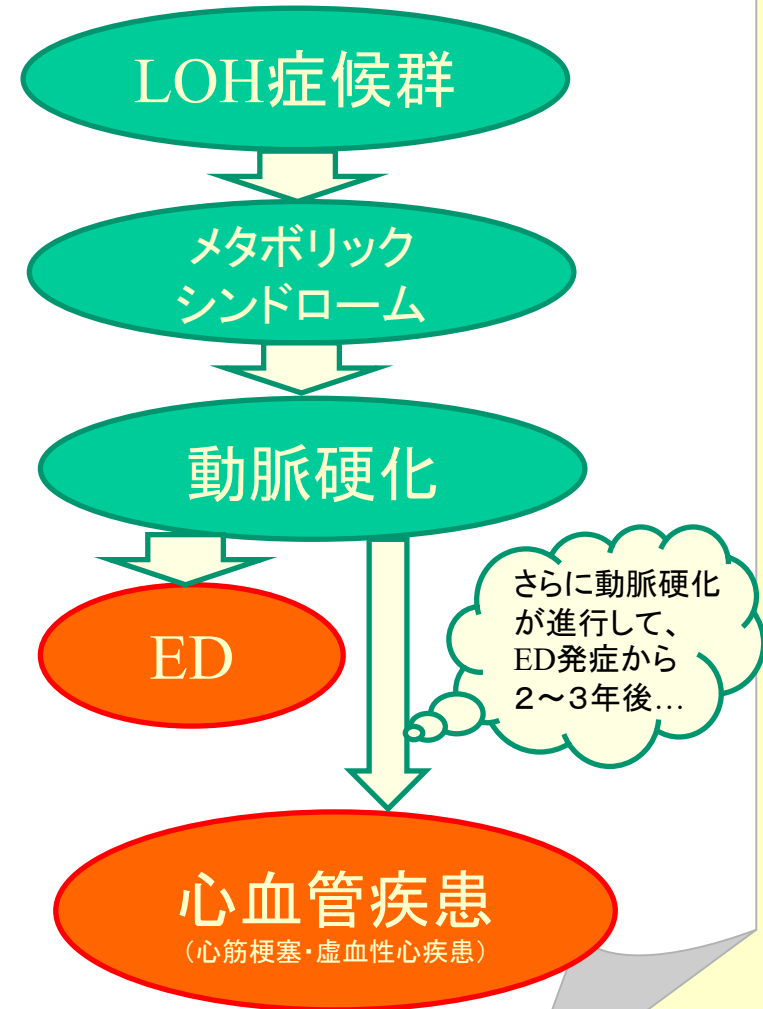 LOH症候群
メタボリック
シンドローム
動脈硬化
さらに動脈硬化
が進行して、
ED発症から
２～３年後…
ED
心血管疾患
（心筋梗塞・虚血性心疾患）